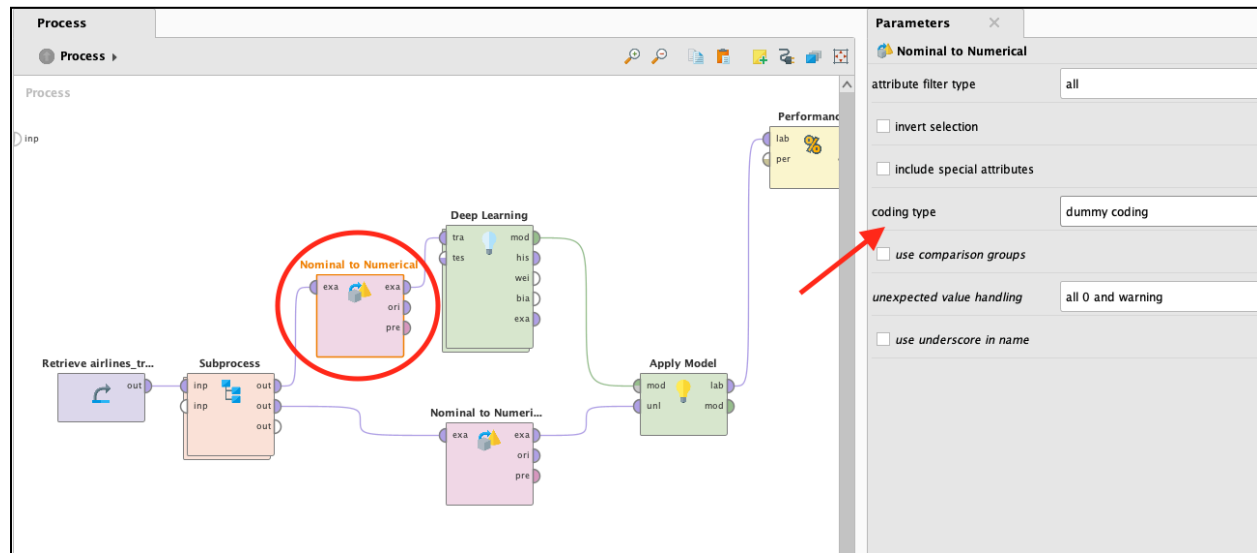 Process
Process
Process
inp
Performanc
lab
per
%
Deep Learning
tra
mod
tes
his
wei
bia
exa
Nominal to Numerical
exa
exa
ori
pre
Retrieve airlines_tr...
out
Subprocess
inp
out
inp
out
out
Nominal to Numeri...
exa
exa
ori
pre
Apply Model
mod
lab
unl
mod
Parameters
Nominal to Numerical
attribute filter type
all
invert selection
include special attributes
coding type
dummy coding
use comparison groups
unexpected value handling
all 0 and warning
use underscore in name